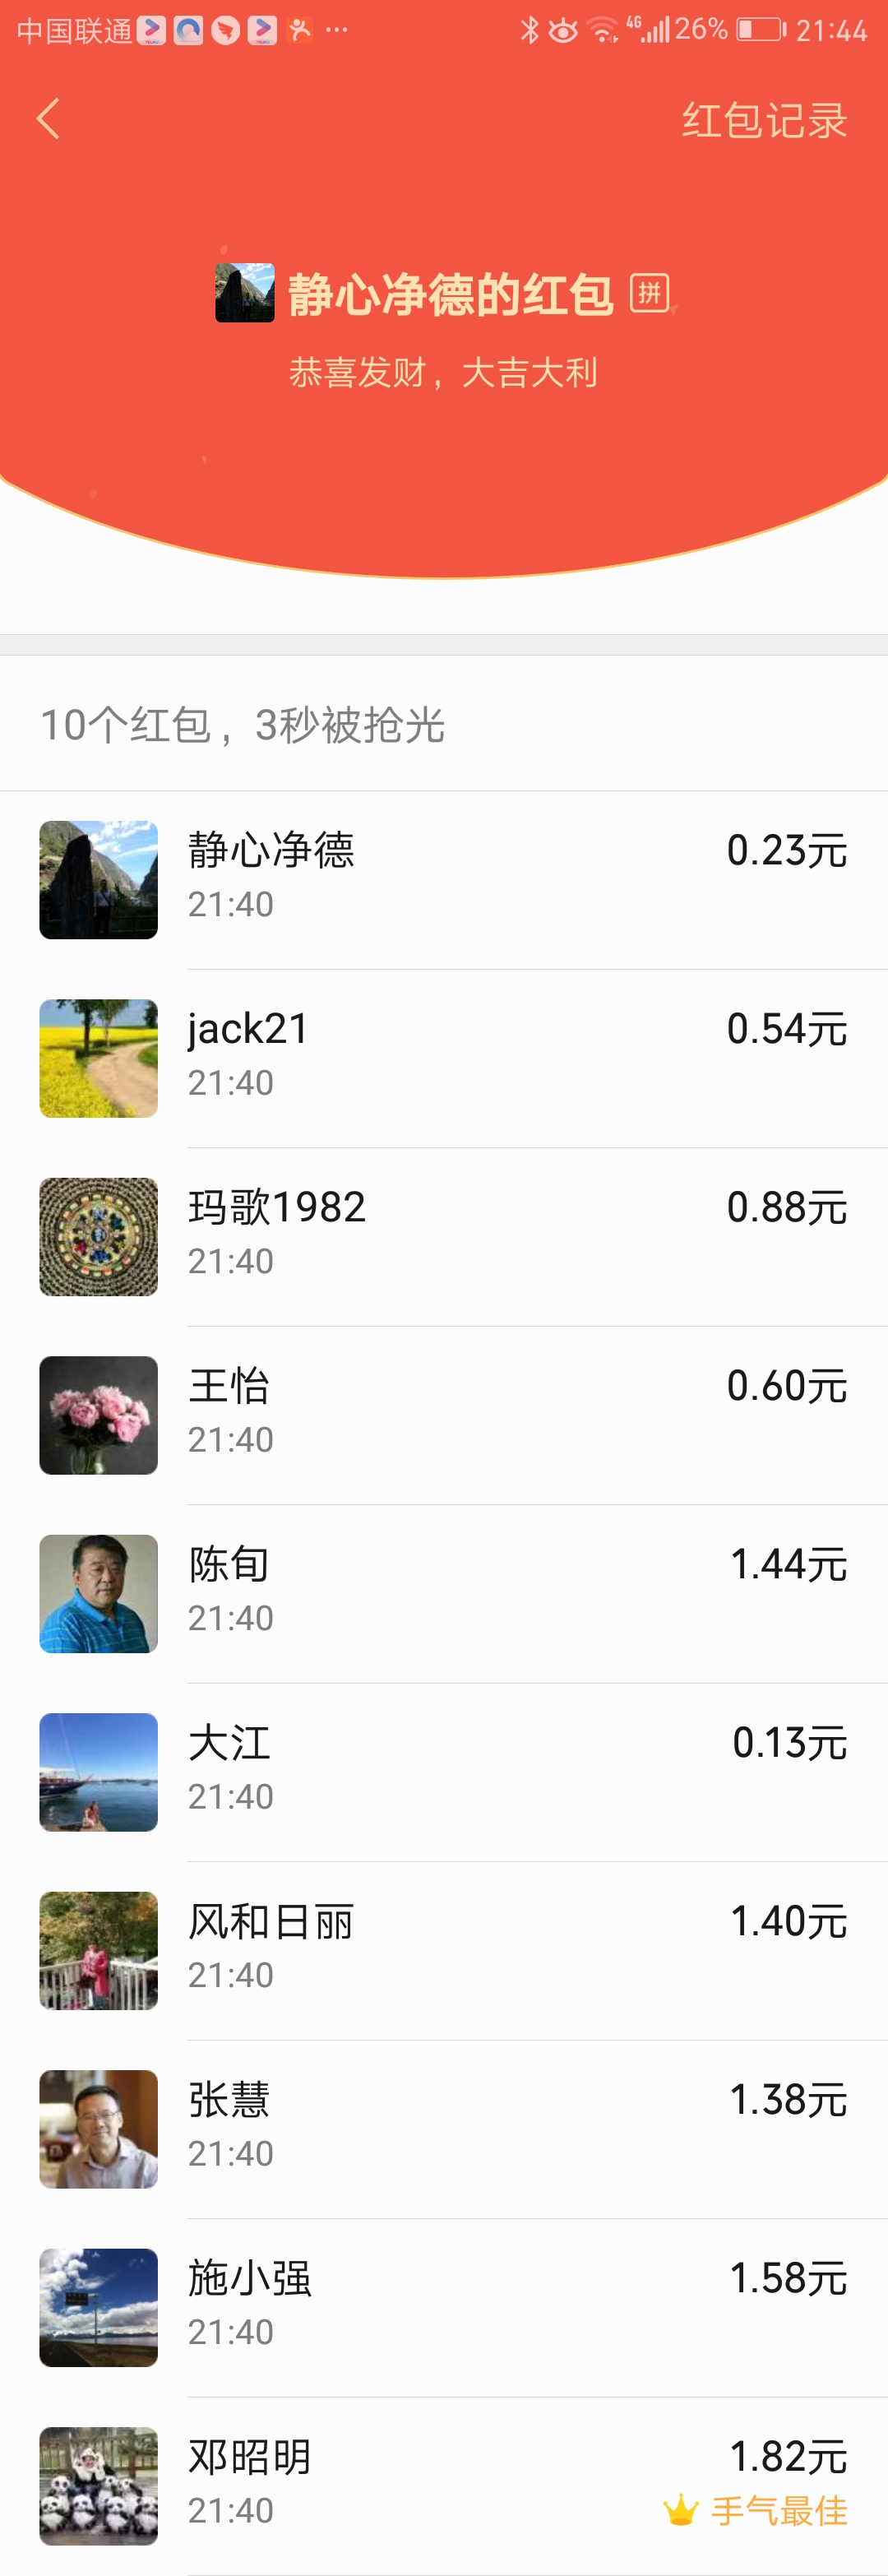 中国联通 ··· 4G 26% 21:44
红包记录
静心净德的红包 拼
恭喜发财，大吉大利
10个红包，3秒被抢光
静心净德 0.23元
21:40
jack21 0.54元
21:40
玛歌1982 0.88元
21:40
王怡 0.60元
21:40
陈旬 1.44元
21:40
大江 0.13元
21:40
风和日丽 1.40元
21:40
张慧 1.38元
21:40
施小强 1.58元
21:40
邓昭明 1.82元
21:40 手气最佳